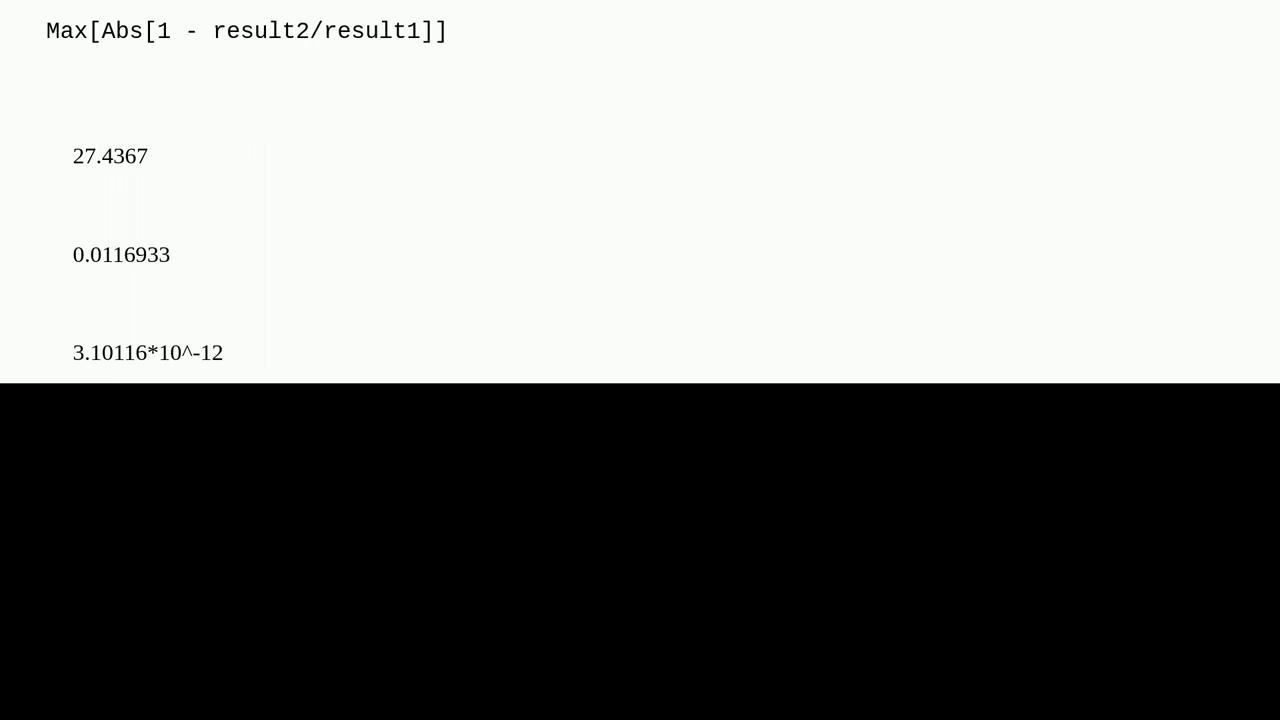 Max[Abs[1 - result2/result1]]
27.4367
0.0116933
3.10116*10^-12